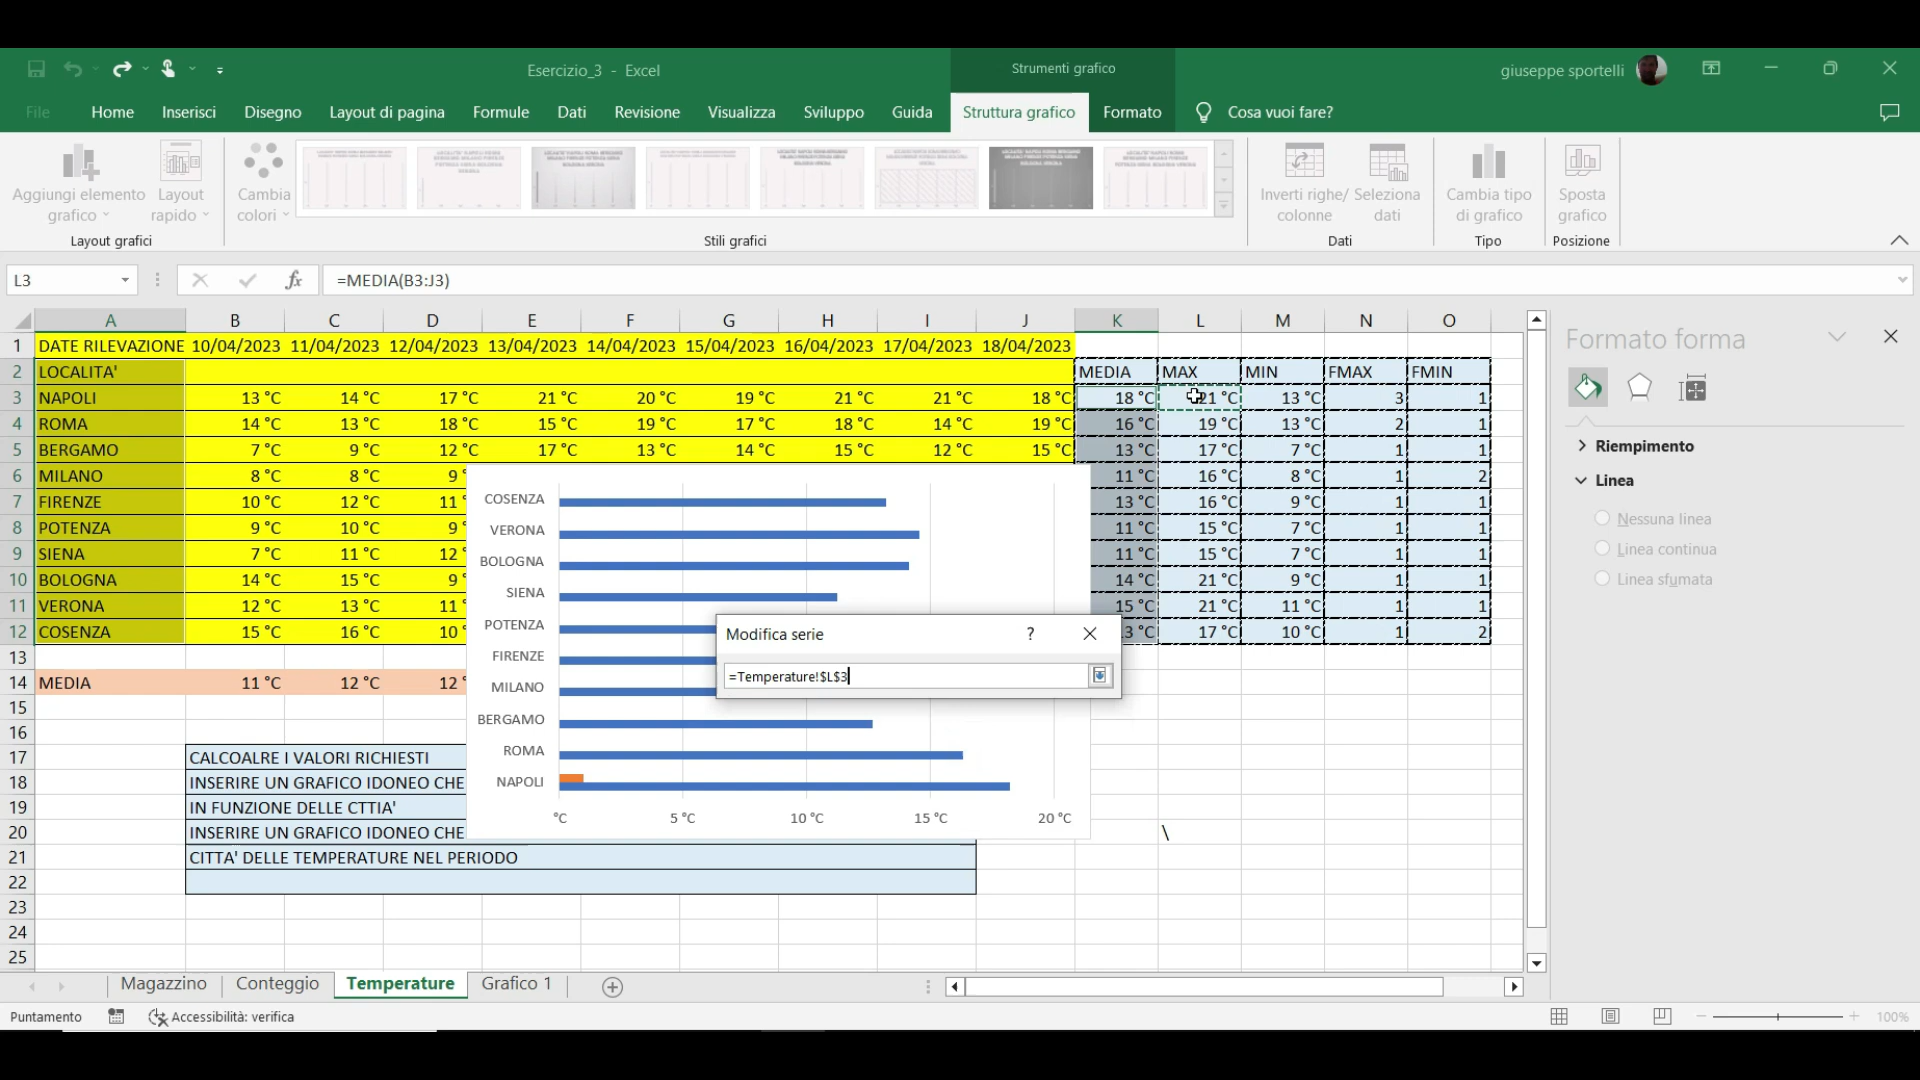 Esercizio_3 - Excel
Strumenti grafico
giuseppe sportelli
File Home Inserisci Disegno Layout di pagina Formule Dati Revisione Visualizza Sviluppo Guida Struttura grafico Formato Cosa vuoi fare?
Aggiungi elemento grafico
Layout rapido
Cambia colori
Inverti righe/ colonne
Seleziona dati
Cambia tipo di grafico
Sposta grafico
Layout grafici Stili grafici Dati Tipo Posizione
L3 fx =MEDIA(B3:J3)
A B C D E F G H I J K L M N O
1 DATE RILEVAZIONE 10/04/2023 11/04/2023 12/04/2023 13/04/2023 14/04/2023 15/04/2023 16/04/2023 17/04/2023 18/04/2023
2 LOCALITA' MEDIA MAX MIN FMAX FMIN
3 NAPOLI 13 °C 14 °C 17 °C 21 °C 20 °C 19 °C 21 °C 21 °C 18 °C 18 °C 21 °C 13 °C 3 1
4 ROMA 14 °C 13 °C 18 °C 15 °C 19 °C 17 °C 18 °C 14 °C 19 °C 16 °C 19 °C 13 °C 2 1
5 BERGAMO 7 °C 9 °C 12 °C 17 °C 13 °C 14 °C 15 °C 12 °C 15 °C 13 °C 17 °C 7 °C 1 1
6 MILANO 8 °C 8 °C 9 ° 11 °C 16 °C 8 °C 1 2
7 FIRENZE 10 °C 12 °C 11 ° 13 °C 16 °C 9 °C 1 1
8 POTENZA 9 °C 10 °C 9 ° 11 °C 15 °C 7 °C 1 1
9 SIENA 7 °C 11 °C 12 ° 11 °C 15 °C 7 °C 1 1
10 BOLOGNA 14 °C 15 °C 9 ° 14 °C 21 °C 9 °C 1 1
11 VERONA 12 °C 13 °C 11 ° 15 °C 21 °C 11 °C 1 1
12 COSENZA 15 °C 16 °C 10 ° 3 °C 17 °C 10 °C 1 2
13
14 MEDIA 11 °C 12 °C 12 °
15
16
17 CALCOALRE I VALORI RICHIESTI
18 INSERIRE UN GRAFICO IDONEO CHE
19 IN FUNZIONE DELLE CTTIA'
20 INSERIRE UN GRAFICO IDONEO CHE \
21 CITTA' DELLE TEMPERATURE NEL PERIODO
22
23
24
25
COSENZA
VERONA
BOLOGNA
SIENA
POTENZA
FIRENZE
MILANO
BERGAMO
ROMA
NAPOLI
°C 5 °C 10 °C 15 °C 20 °C
Modifica serie ?
=Temperature!$L$3
Formato forma
Riempimento
Linea
Nessuna linea
Linea continua
Linea sfumata
Magazzino Conteggio Temperature Grafico 1
Puntamento Accessibilità: verifica 100%